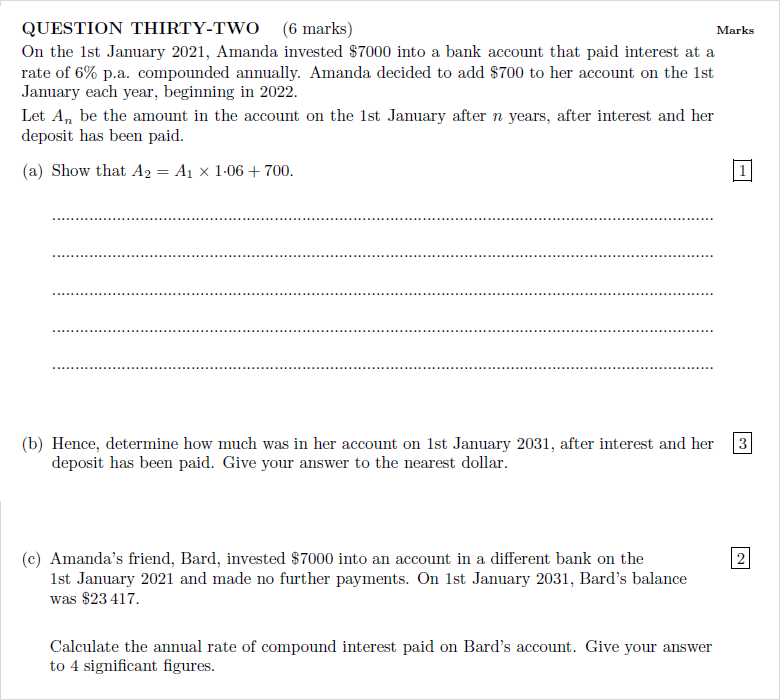 QUESTION THIRTY-TWO (6 marks) Marks
On the 1st January 2021, Amanda invested $7000 into a bank account that paid interest at a
rate of 6% p.a. compounded annually. Amanda decided to add $700 to her account on the 1st
January each year, beginning in 2022.
Let Aₙ be the amount in the account on the 1st January after n years, after interest and her
deposit has been paid.
(a) Show that A₂ = A₁ × 1·06 + 700. 1
(b) Hence, determine how much was in her account on 1st January 2031, after interest and her 3
deposit has been paid. Give your answer to the nearest dollar.
(c) Amanda's friend, Bard, invested $7000 into an account in a different bank on the 2
1st January 2021 and made no further payments. On 1st January 2031, Bard's balance
was $23 417.
Calculate the annual rate of compound interest paid on Bard's account. Give your answer
to 4 significant figures.